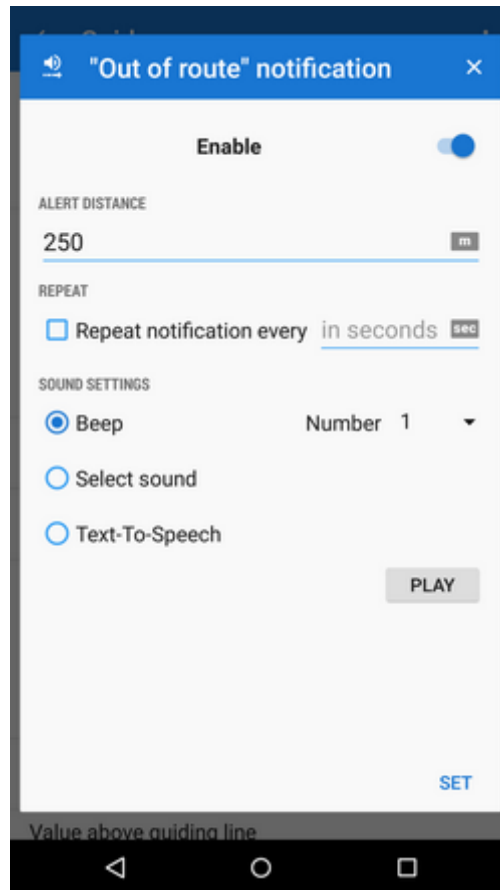 "Out of route" notification
Enable
ALERT DISTANCE
250 m
REPEAT
Repeat notification every in seconds sec
SOUND SETTINGS
Beep Number 1
Select sound
Text-To-Speech
PLAY
SET
Value above guiding line